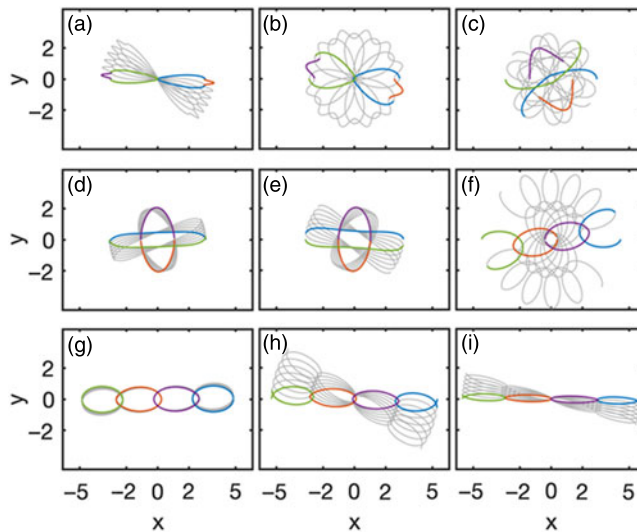 (a) (b) (c)
y 2 0 −2
(d) (e) (f)
y 2 0 −2
(g) (h) (i)
y 2 0 −2
−5 −2 0 2 5 −5 −2 0 2 5 −5 −2 0 2 5
x x x